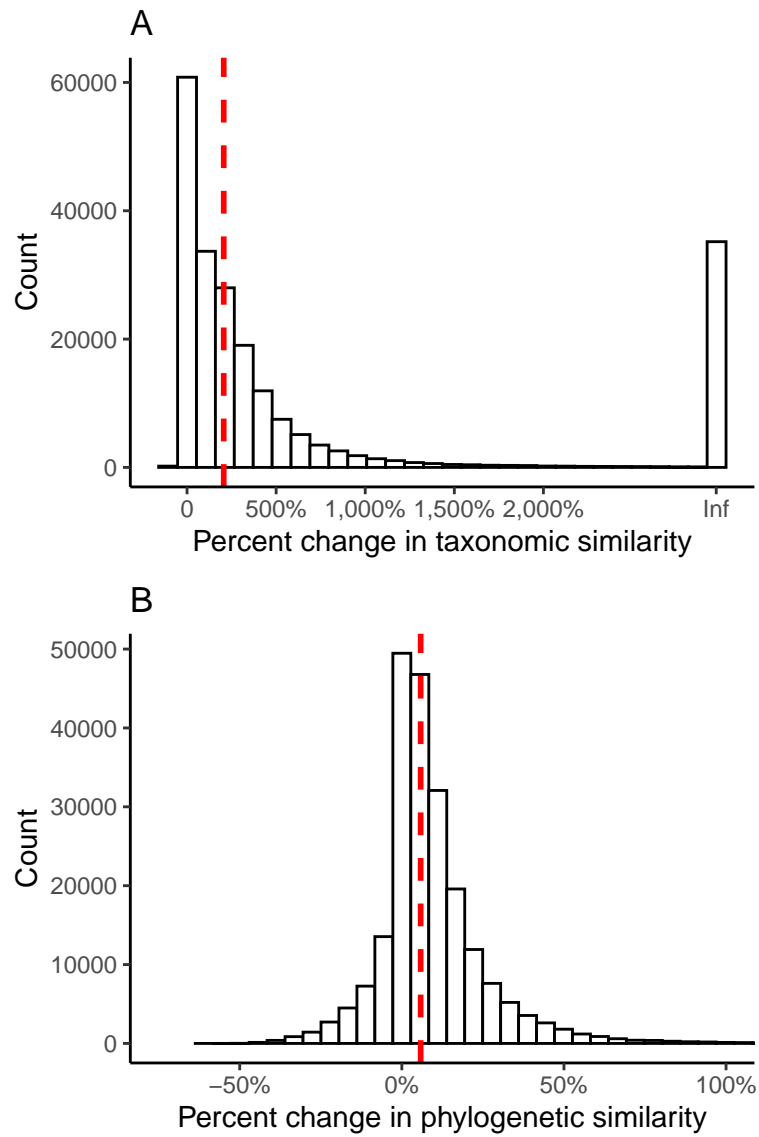 A
60000
40000
20000
0
Count
0 500% 1,000% 1,500% 2,000% Inf
Percent change in taxonomic similarity
B
50000
40000
30000
20000
10000
0
Count
−50% 0% 50% 100%
Percent change in phylogenetic similarity